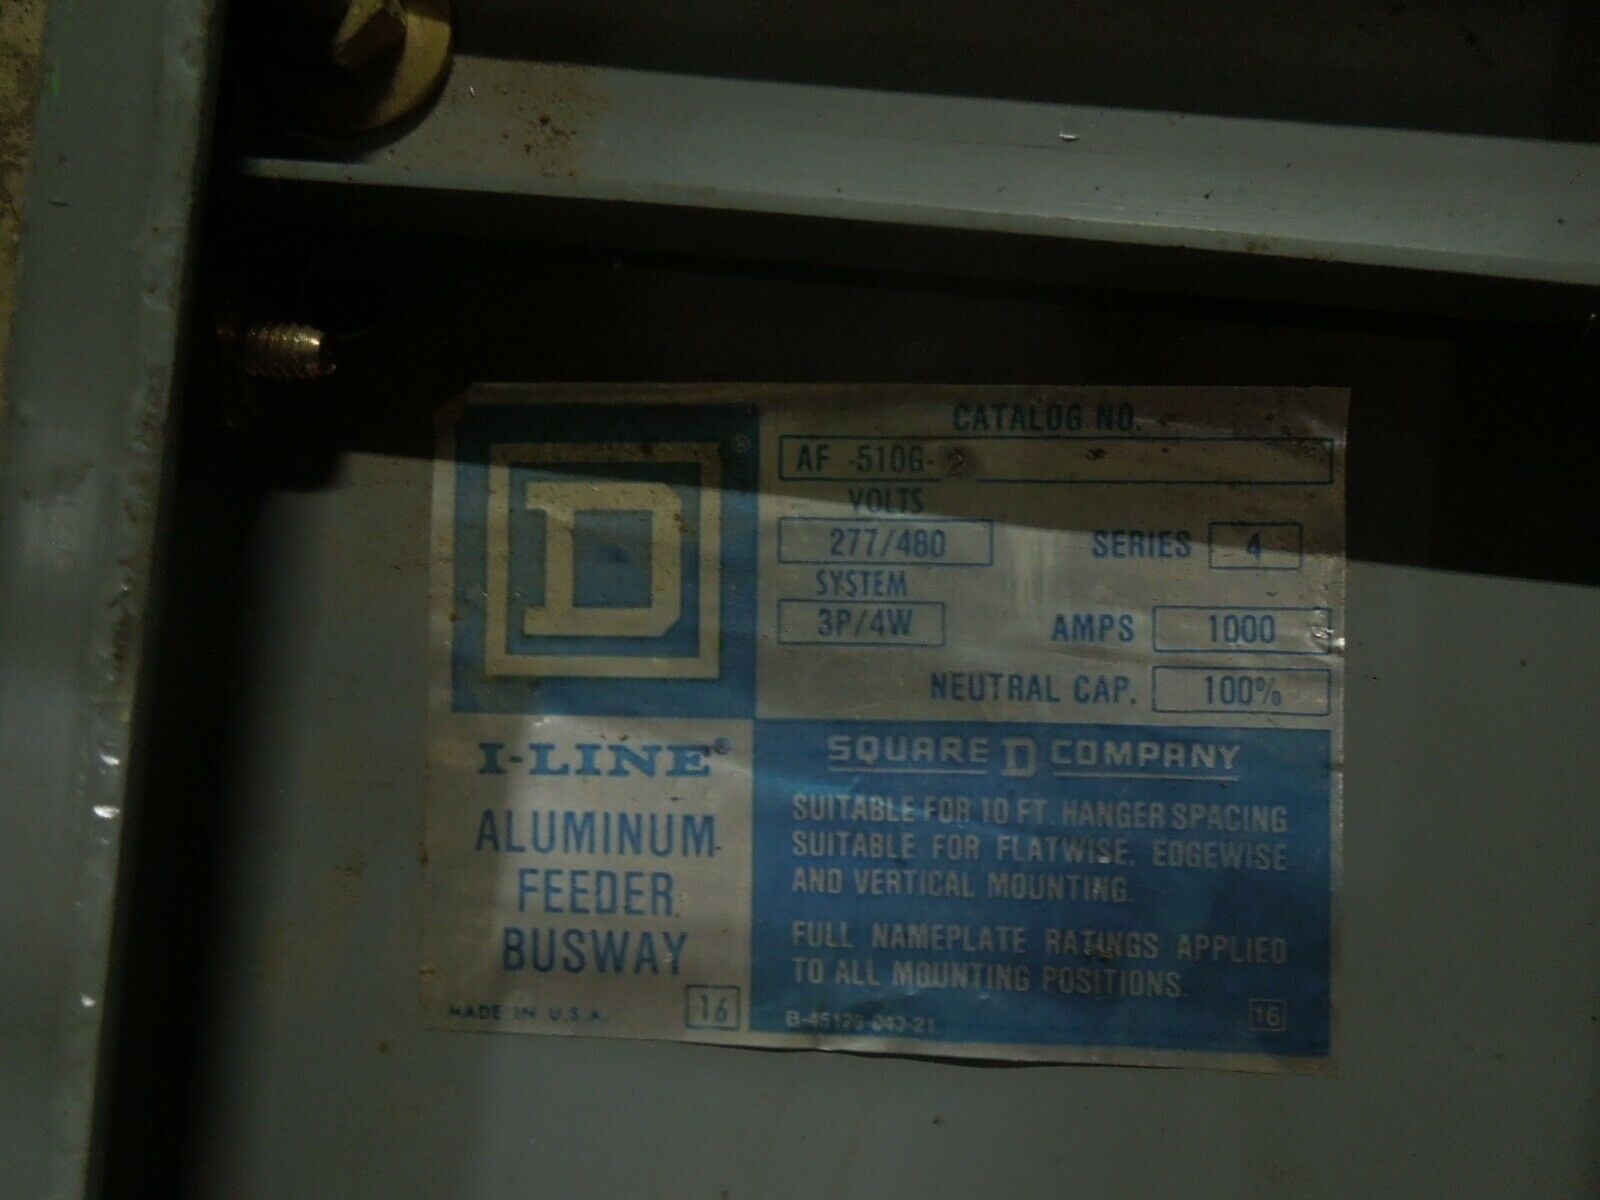 CATALOG NO.
AF -510G-
VOLTS
277/480
SERIES 4
SYSTEM
3P/4W
AMPS 1000
NEUTRAL CAP. 100%
D
I-LINE®
ALUMINUM
FEEDER
BUSWAY
MADE IN U.S.A. 16
SQUARE D COMPANY
SUITABLE FOR 10 FT. HANGER SPACING
SUITABLE FOR FLATWISE, EDGEWISE
AND VERTICAL MOUNTING.
FULL NAMEPLATE RATINGS APPLIED
TO ALL MOUNTING POSITIONS.
16